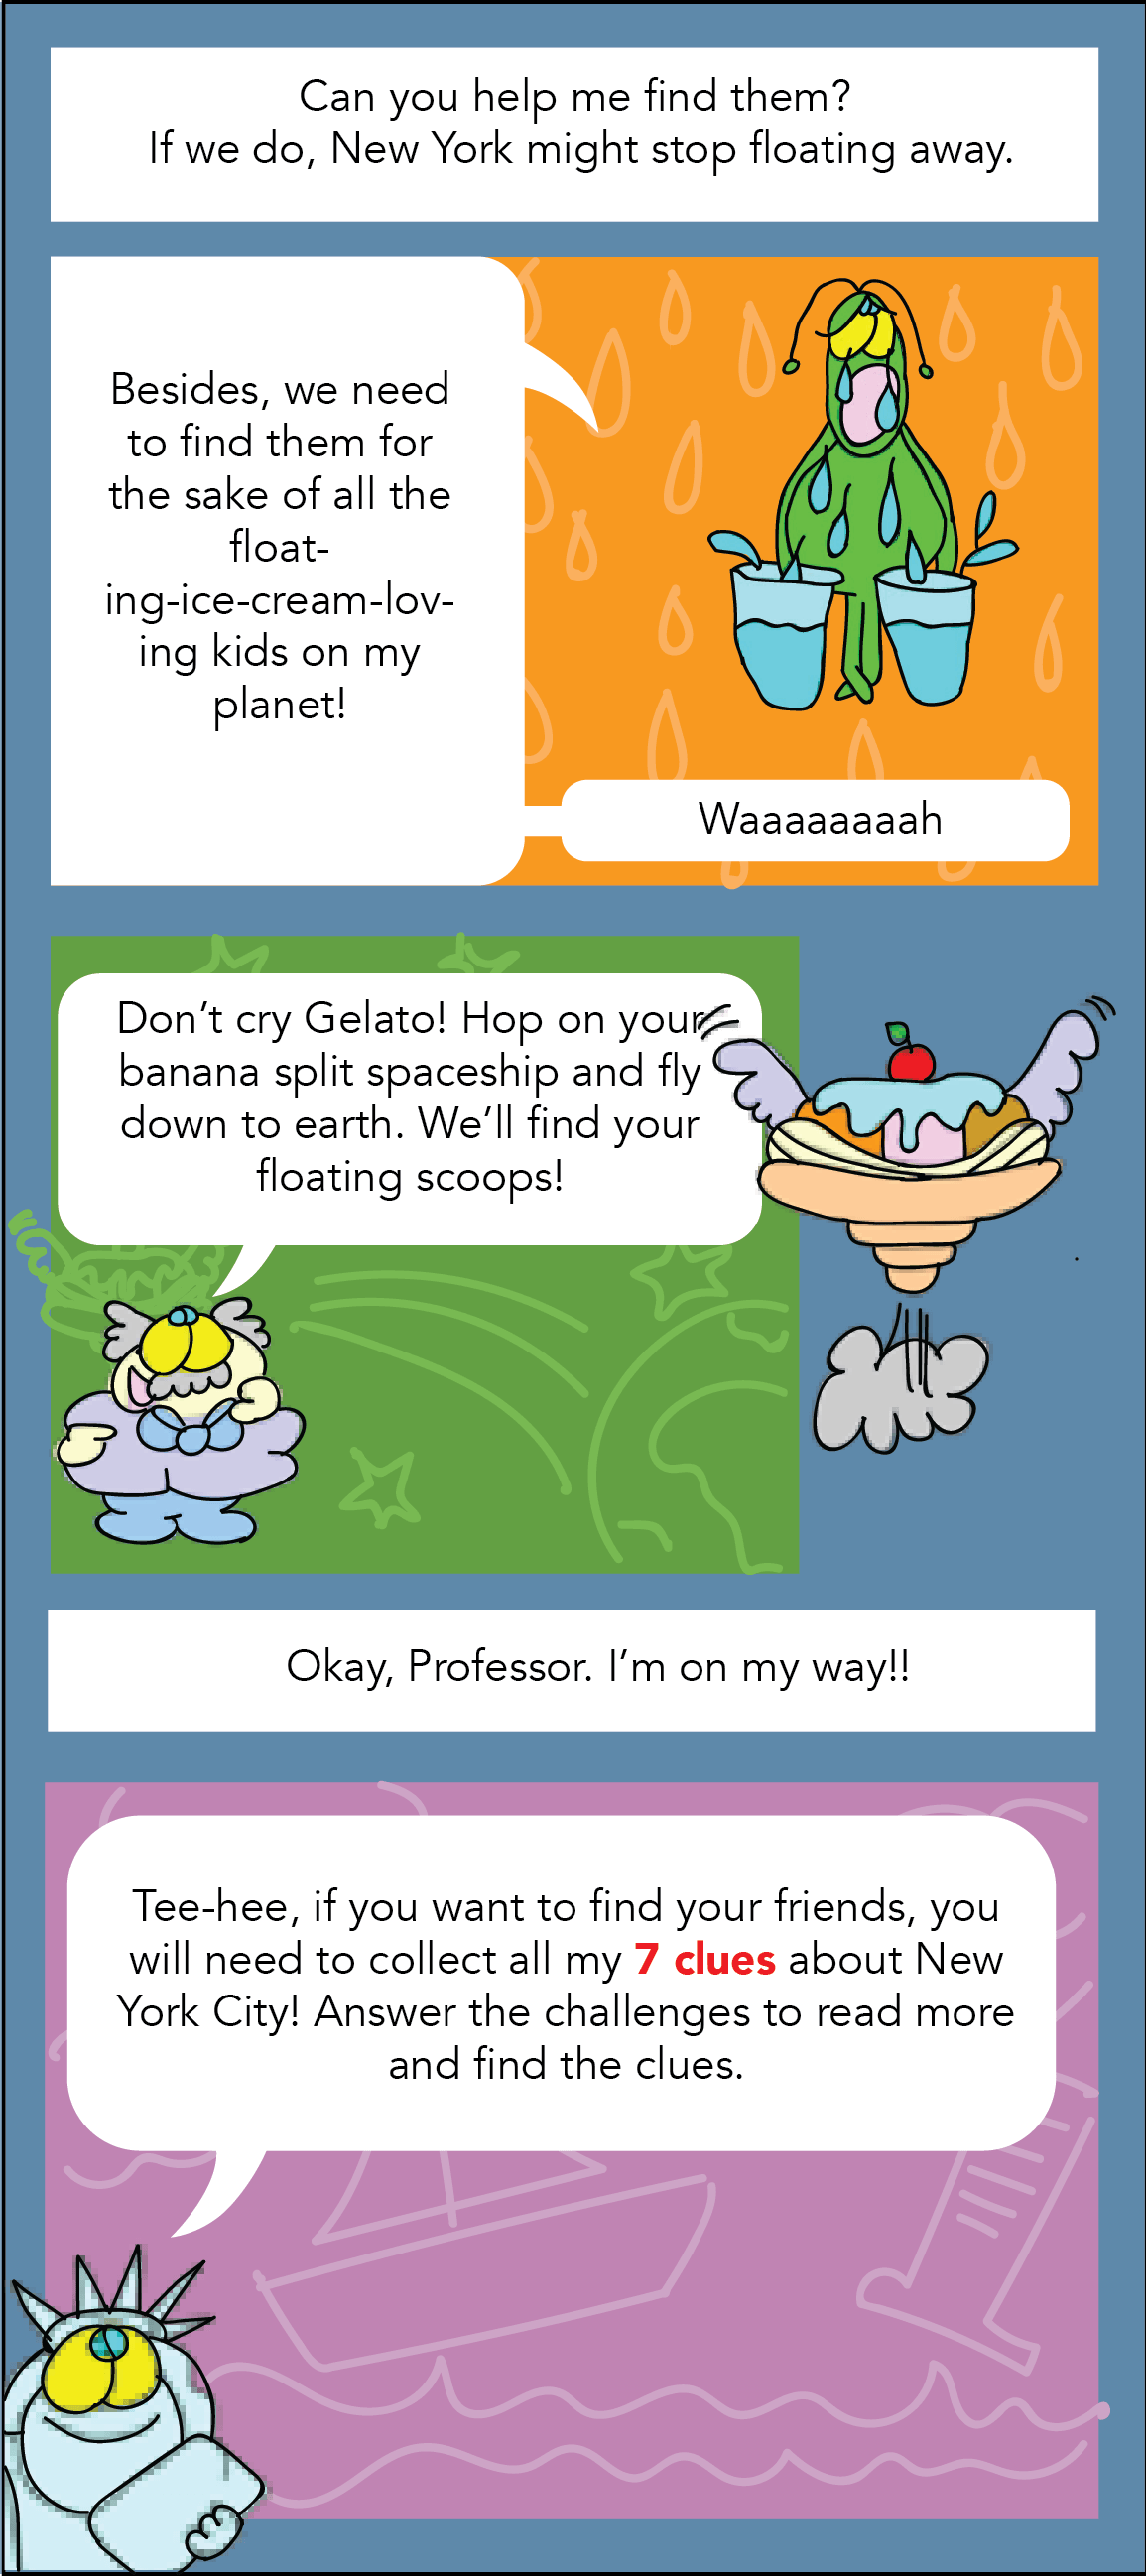 Can you help me find them?
If we do, New York might stop floating away.
Besides, we need
to find them for
the sake of all the
float-
ing-ice-cream-lov-
ing kids on my
planet!
Waaaaaaaah
Don’t cry Gelato! Hop on your
banana split spaceship and fly
down to earth. We’ll find your
floating scoops!
Okay, Professor. I’m on my way!!
Tee-hee, if you want to find your friends, you
will need to collect all my 7 clues about New
York City! Answer the challenges to read more
and find the clues.